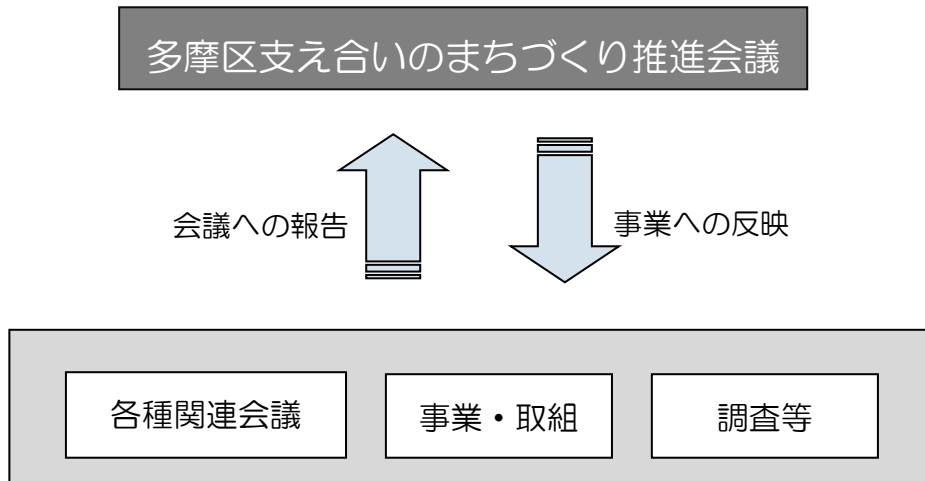 多摩区支え合いのまちづくり推進会議
会議への報告
事業への反映
各種関連会議
事業・取組
調査等